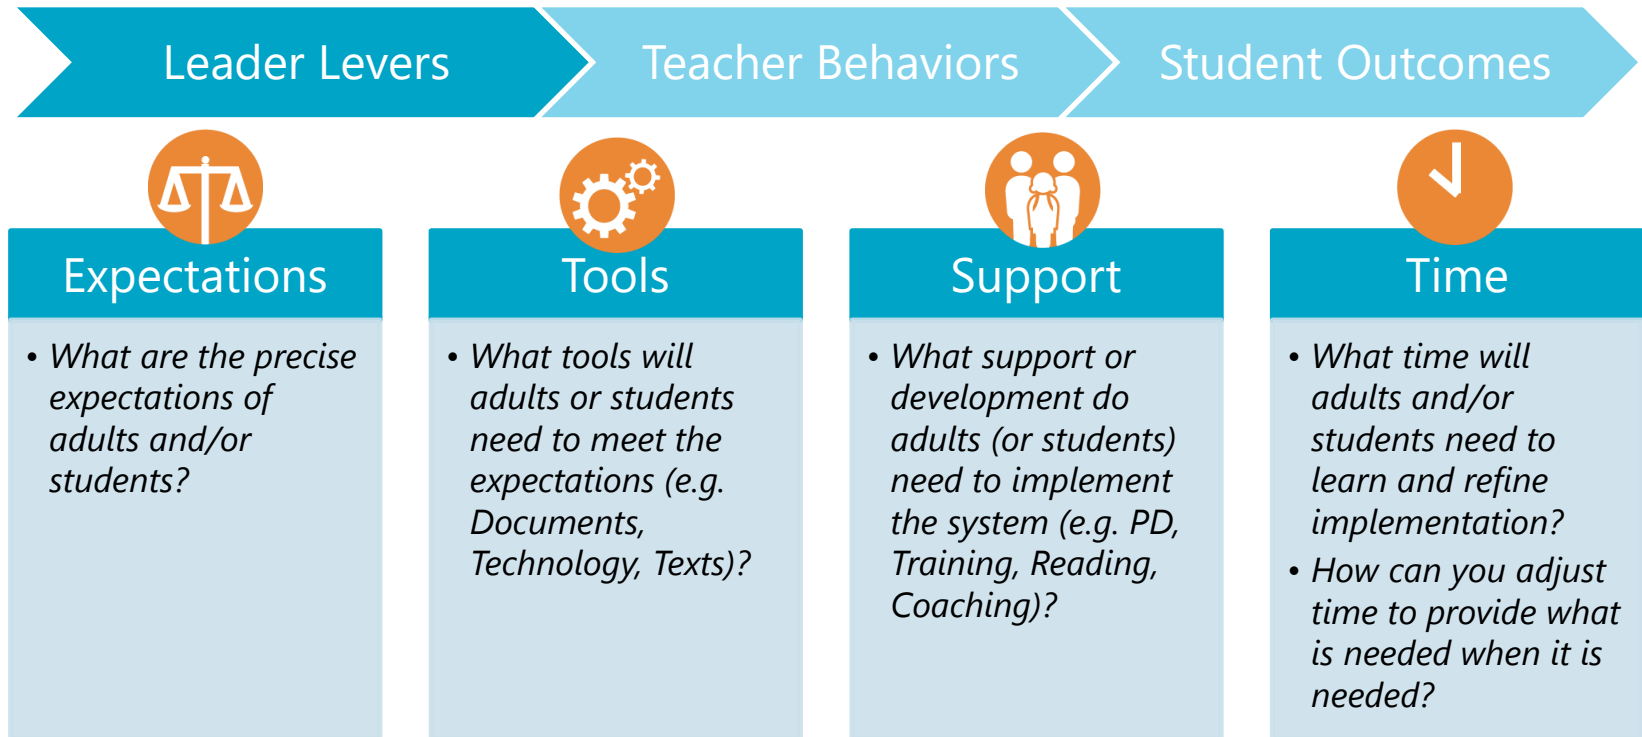 Leader Levers
Teacher Behaviors
Student Outcomes
Expectations
• What are the precise
expectations of
adults and/or
students?
Tools
• What tools will
adults or students
need to meet the
expectations (e.g.
Documents,
Technology, Texts)?
Support
• What support or
development do
adults (or students)
need to implement
the system (e.g. PD,
Training, Reading,
Coaching)?
Time
• What time will
adults and/or
students need to
learn and refine
implementation?
• How can you adjust
time to provide what
is needed when it is
needed?